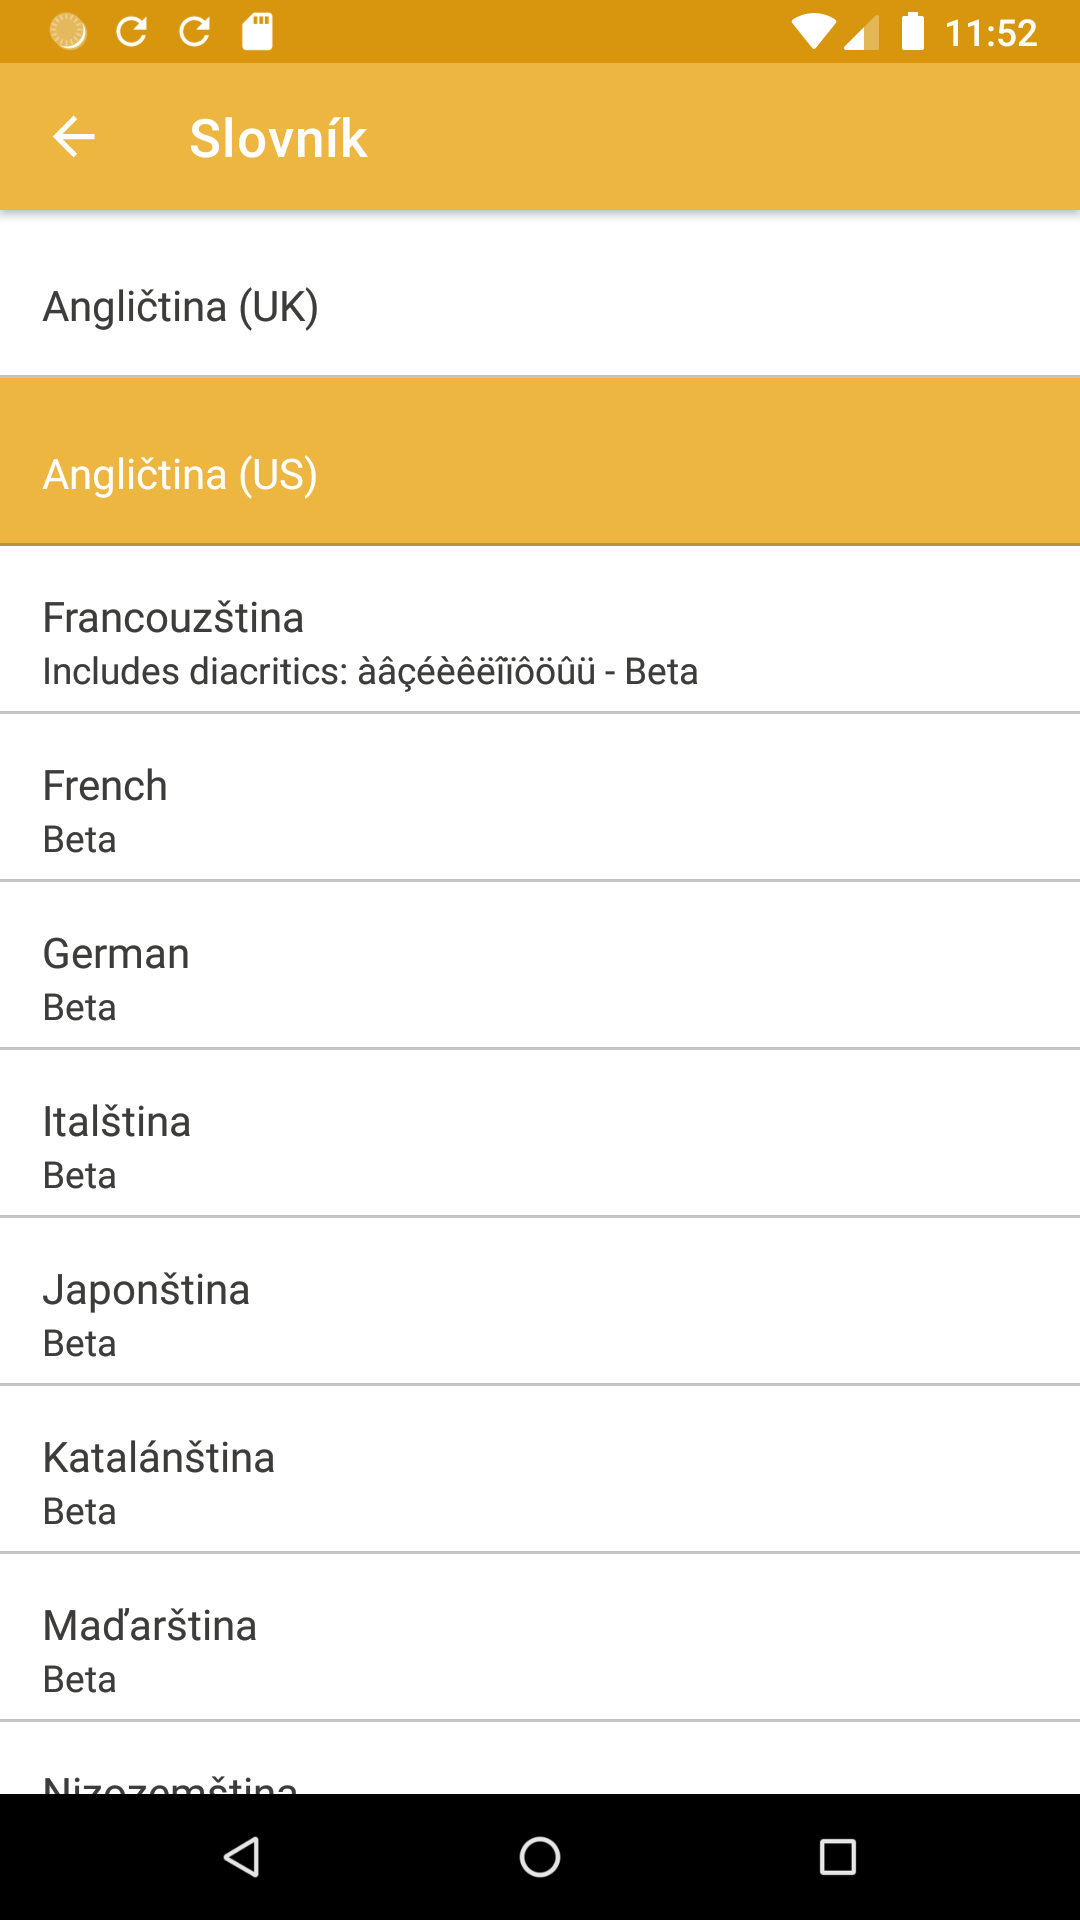 11:52
Slovník
Angličtina (UK)
Angličtina (US)
Francouzština
Includes diacritics: àâçéèêëîïôöûü - Beta
French
Beta
German
Beta
Italština
Beta
Japonština
Beta
Katalánština
Beta
Maďarština
Beta
Nizozemština